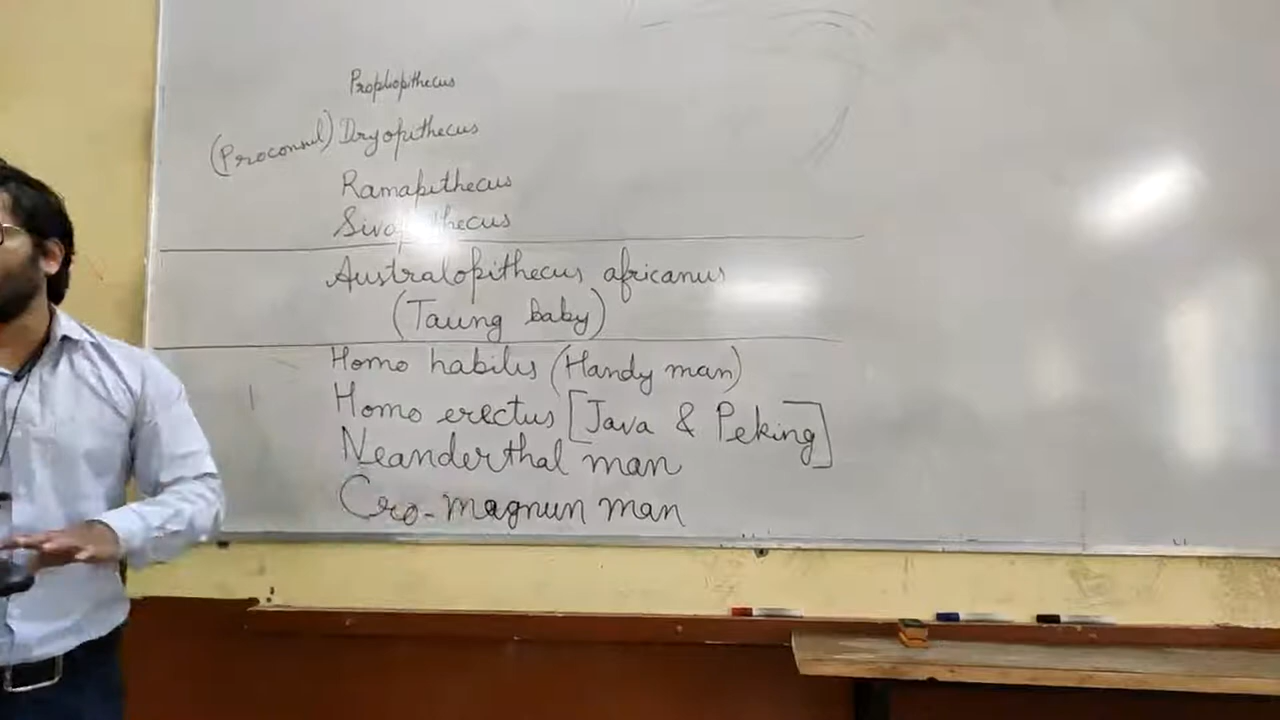 Propliopithecus
(Proconsul) Dryopithecus
Ramapithecus
Sivapithecus
Australopithecus africanus
(Taung baby)
Homo habilis (Handy man)
Homo erectus [Java & Peking]
Neanderthal man
Cro-magnun man